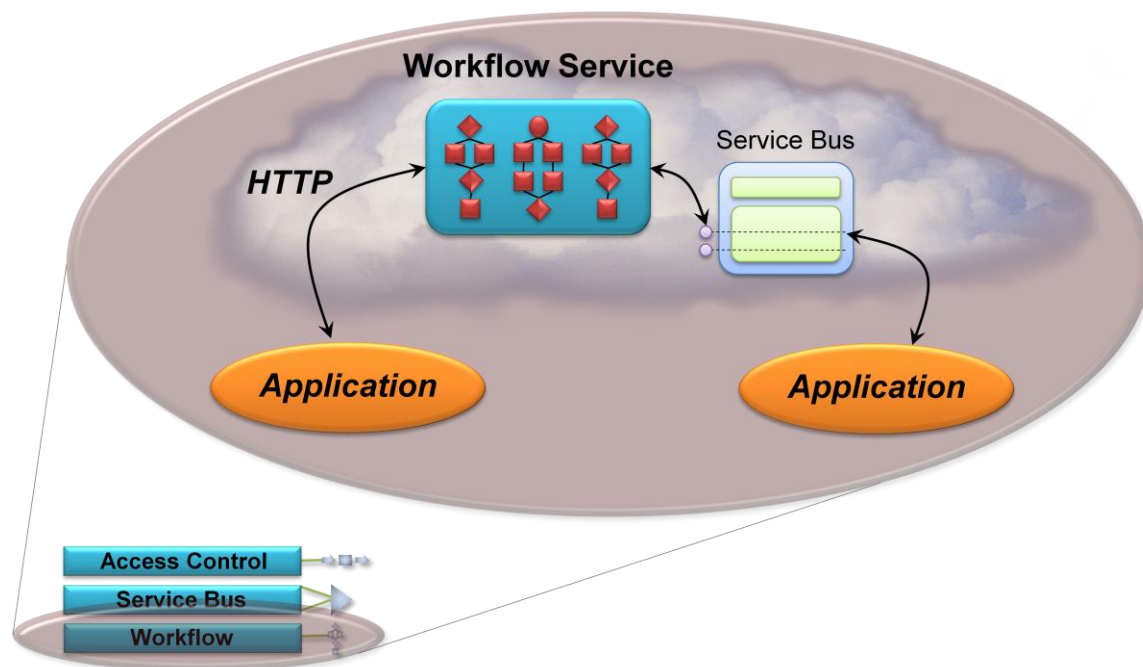 Workflow Service
Service Bus
HTTP
Application
Application
Access Control
Service Bus
Workflow